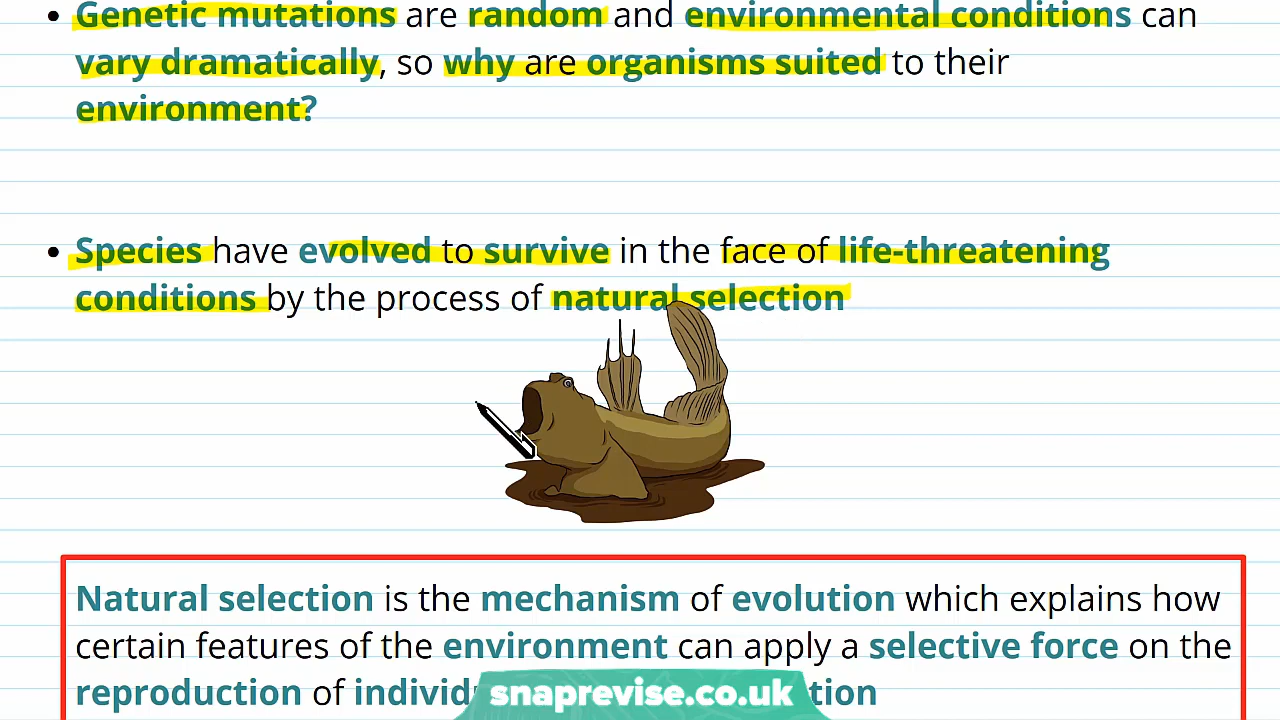 • Genetic mutations are random and environmental conditions can
vary dramatically, so why are organisms suited to their
environment?
• Species have evolved to survive in the face of life-threatening
conditions by the process of natural selection
Natural selection is the mechanism of evolution which explains how
certain features of the environment can apply a selective force on the
reproduction of
snaprevise.co.uk